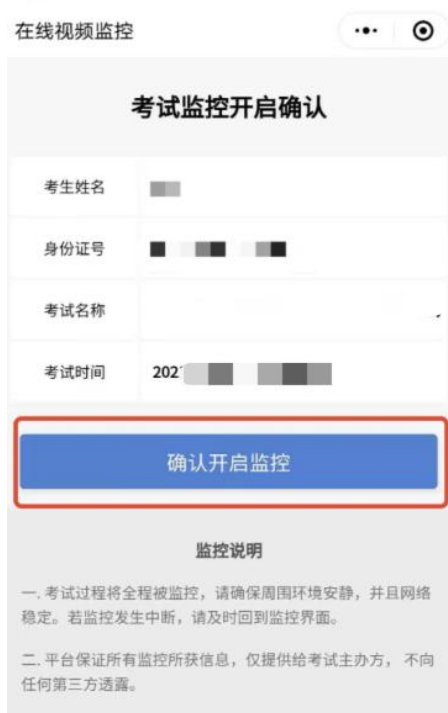 在线视频监控
考试监控开启确认
考生姓名
身份证号
考试名称
考试时间 202
确认开启监控
监控说明
一. 考试过程将全程被监控，请确保周围环境安静，并且网络
稳定。若监控发生中断，请及时回到监控界面。
二. 平台保证所有监控所获信息，仅提供给考试主办方， 不向
任何第三方透露。